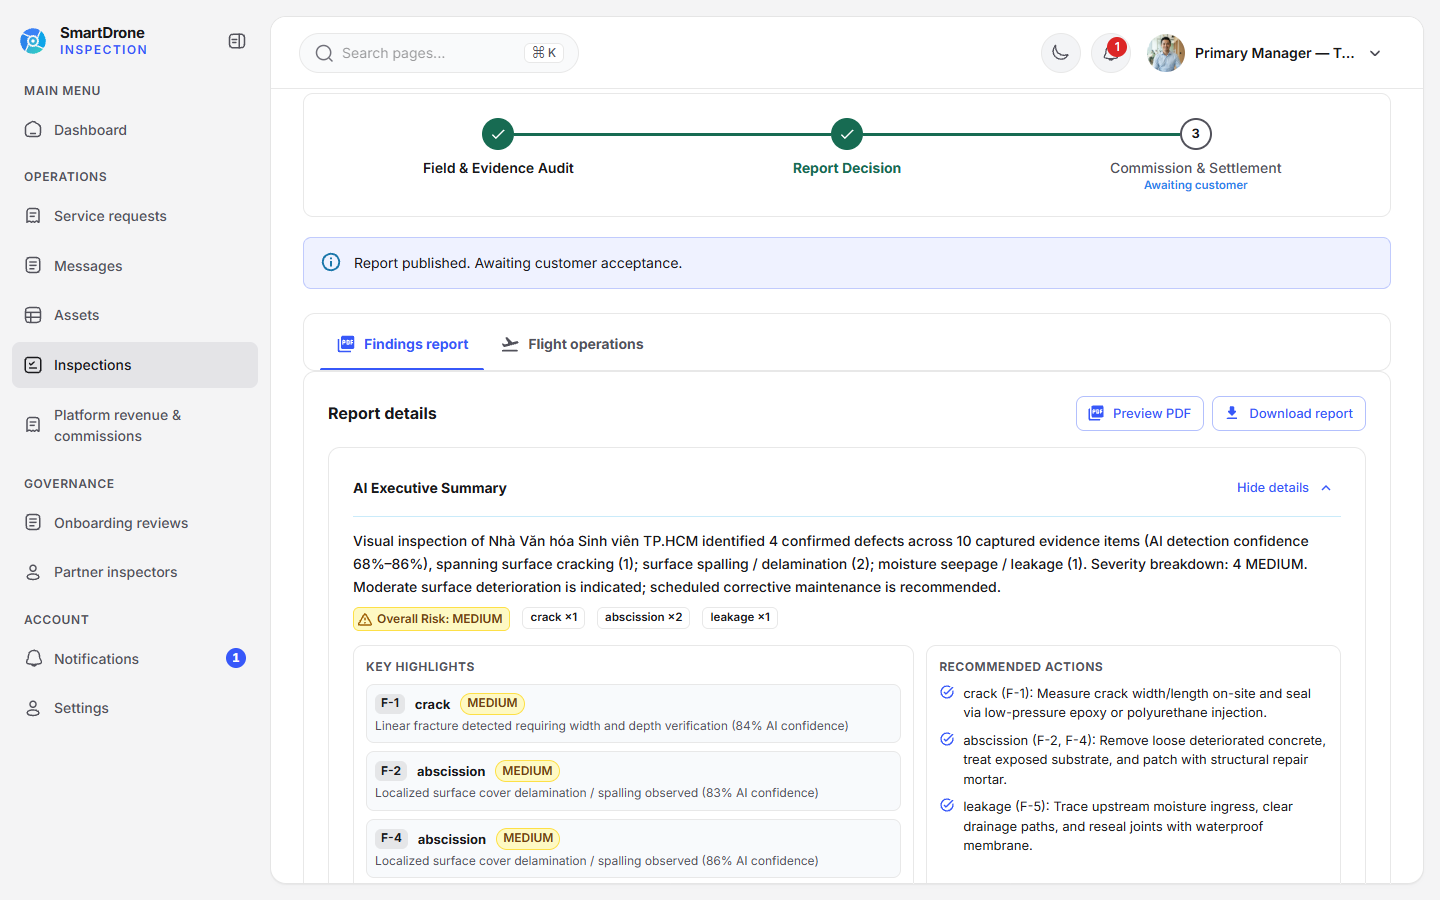 SmartDrone
INSPECTION
MAIN MENU
Dashboard
OPERATIONS
Service requests
Messages
Assets
Inspections
Platform revenue &
commissions
GOVERNANCE
Onboarding reviews
Partner inspectors
ACCOUNT
Notifications
1
Settings
Search pages...
⌘ K
1
Primary Manager — T...
3
Field & Evidence Audit
Report Decision
Commission & Settlement
Awaiting customer
Report published. Awaiting customer acceptance.
PDF Findings report
Flight operations
Report details
PDF Preview PDF
Download report
AI Executive Summary
Hide details
Visual inspection of Nhà Văn hóa Sinh viên TP.HCM identified 4 confirmed defects across 10 captured evidence items (AI detection confidence
68%–86%), spanning surface cracking (1); surface spalling / delamination (2); moisture seepage / leakage (1). Severity breakdown: 4 MEDIUM.
Moderate surface deterioration is indicated; scheduled corrective maintenance is recommended.
Overall Risk: MEDIUM
crack ×1
abscission ×2
leakage ×1
KEY HIGHLIGHTS
F-1 crack MEDIUM
Linear fracture detected requiring width and depth verification (84% AI confidence)
F-2 abscission MEDIUM
Localized surface cover delamination / spalling observed (83% AI confidence)
F-4 abscission MEDIUM
Localized surface cover delamination / spalling observed (86% AI confidence)
RECOMMENDED ACTIONS
crack (F-1): Measure crack width/length on-site and seal
via low-pressure epoxy or polyurethane injection.
abscission (F-2, F-4): Remove loose deteriorated concrete,
treat exposed substrate, and patch with structural repair
mortar.
leakage (F-5): Trace upstream moisture ingress, clear
drainage paths, and reseal joints with waterproof
membrane.